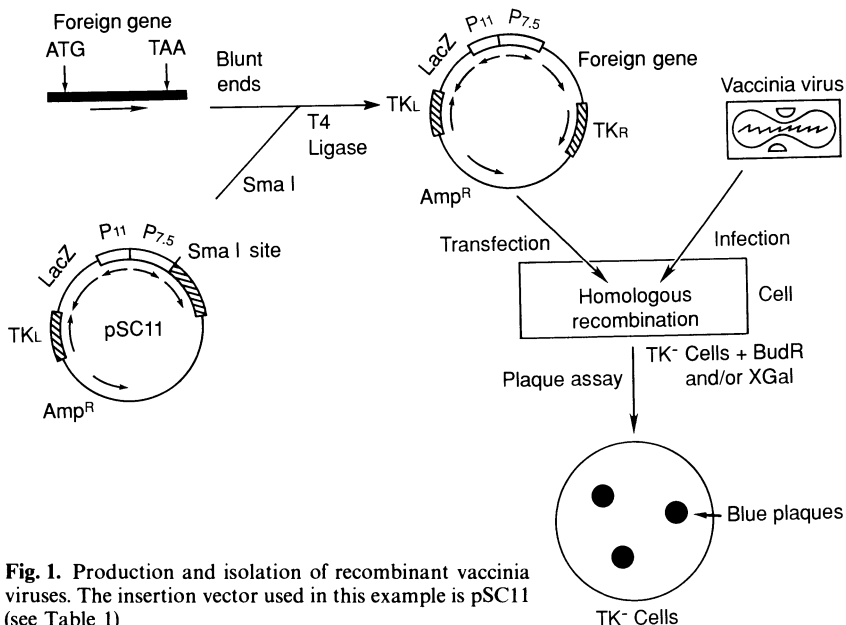 Foreign gene
ATG TAA
Blunt
ends
T4
Ligase
Sma I
P11 P7.5
LacZ
Sma I site
TKL
pSC11
AmpR
P11 P7.5
LacZ
Foreign gene
TKL
TKR
AmpR
Vaccinia virus
Transfection
Infection
Homologous
recombination
Cell
TK- Cells + BudR
and/or XGal
Plaque assay
Blue plaques
TK- Cells
Fig. 1. Production and isolation of recombinant vaccinia
viruses. The insertion vector used in this example is pSC11
(see Table 1)